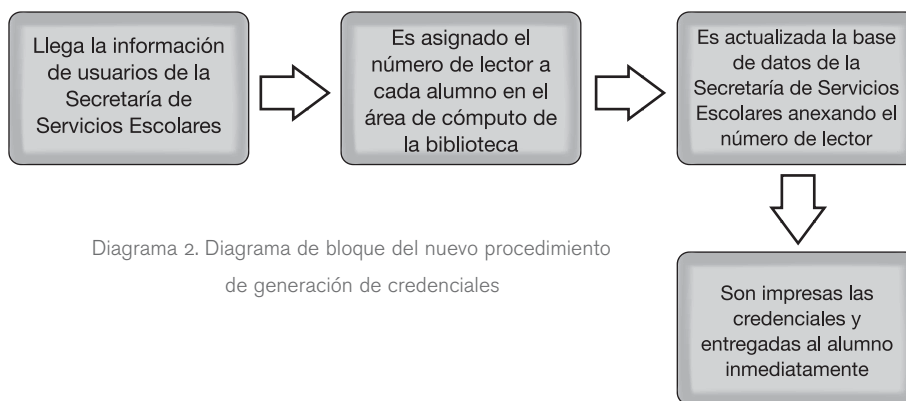 Llega la información
de usuarios de la
Secretaría de
Servicios Escolares
Es asignado el
número de lector a
cada alumno en el
área de cómputo de
la biblioteca
Es actualizada la base
de datos de la
Secretaría de Servicios
Escolares anexando el
número de lector
Son impresas las
credenciales y
entregadas al alumno
inmediatamente
Diagrama 2. Diagrama de bloque del nuevo procedimiento
de generación de credenciales